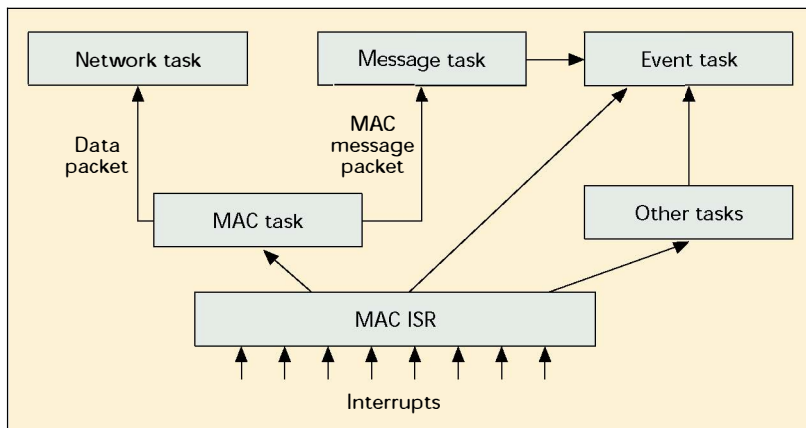 Network task
Message task
Event task
Data
packet
MAC
message
packet
MAC task
Other tasks
MAC ISR
Interrupts